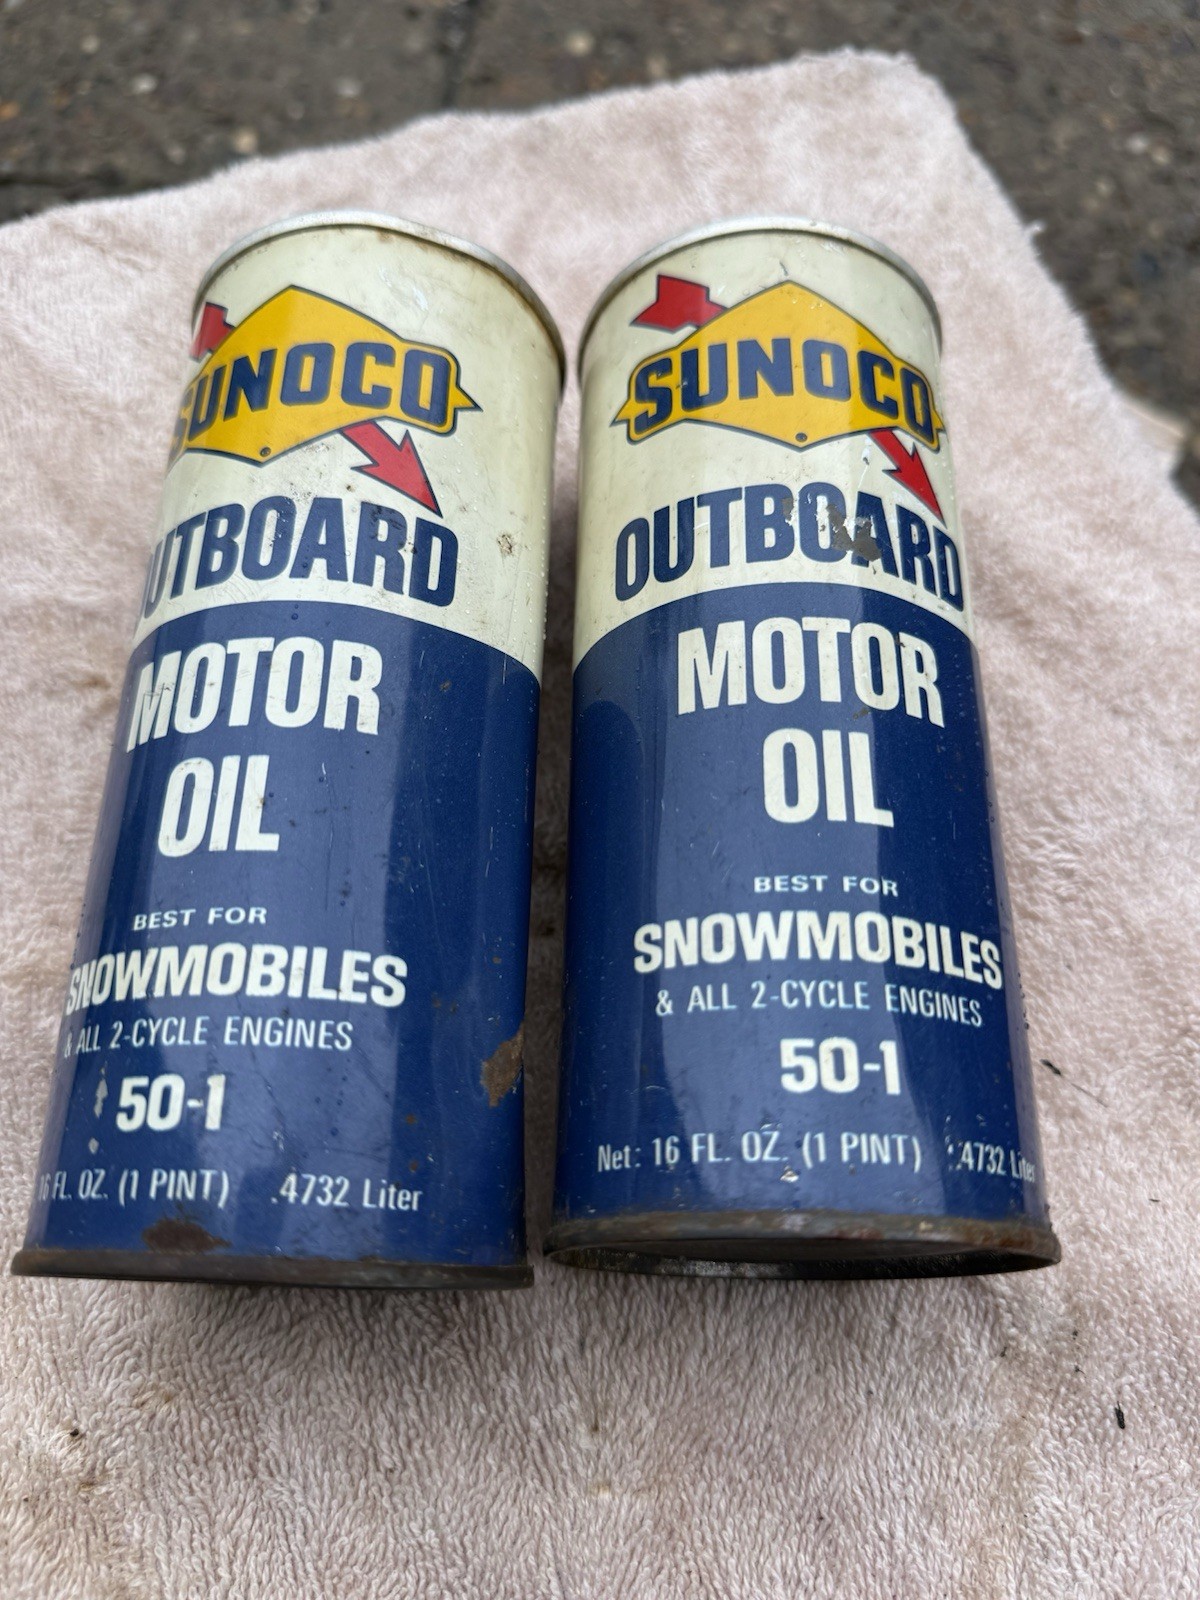 SUNOCO
OUTBOARD
MOTOR
OIL
BEST FOR
SNOWMOBILES
& ALL 2-CYCLE ENGINES
50-1
16 FL. OZ. (1 PINT) .4732 Liter
SUNOCO
OUTBOARD
MOTOR
OIL
BEST FOR
SNOWMOBILES
& ALL 2-CYCLE ENGINES
50-1
Net: 16 FL. OZ. (1 PINT) .4732 Liter